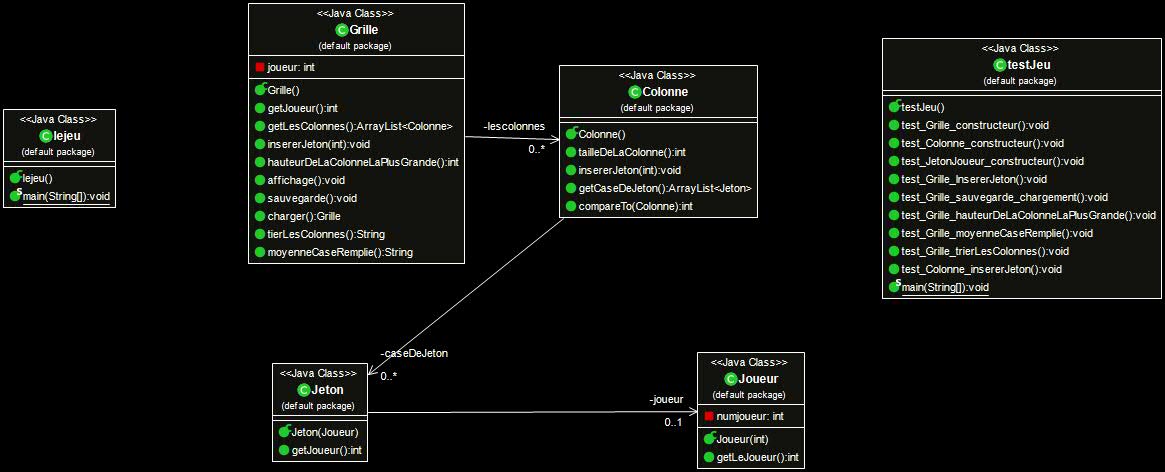 <<Java Class>>
lejeu
(default package)
lejeu()
main(String[]):void
<<Java Class>>
Grille
(default package)
joueur: int
Grille()
getJoueur():int
getLesColonnes():ArrayList<Colonne>
insererJeton(int):void
hauteurDeLaColonneLaPlusGrande():int
affichage():void
sauvegarde():void
charger():Grille
tierLesColonnes():String
moyenneCaseRemplie():String
-lescolonnes
0..*
<<Java Class>>
Colonne
(default package)
Colonne()
tailleDeLaColonne():int
insererJeton(int):void
getCaseDeJeton():ArrayList<Jeton>
compareTo(Colonne):int
<<Java Class>>
testJeu
(default package)
testJeu()
test_Grille_constructeur():void
test_Colonne_constructeur():void
test_JetonJoueur_constructeur():void
test_Grille_InsererJeton():void
test_Grille_sauvegarde_chargement():void
test_Grille_hauteurDeLaColonneLaPlusGrande():void
test_Grille_moyenneCaseRemplie():void
test_Grille_trierLesColonnes():void
test_Colonne_insererJeton():void
main(String[]):void
-caseDeJeton
0..*
<<Java Class>>
Jeton
(default package)
Jeton(Joueur)
getJoueur():int
-joueur
0..1
<<Java Class>>
Joueur
(default package)
numjoueur: int
Joueur(int)
getLeJoueur():int